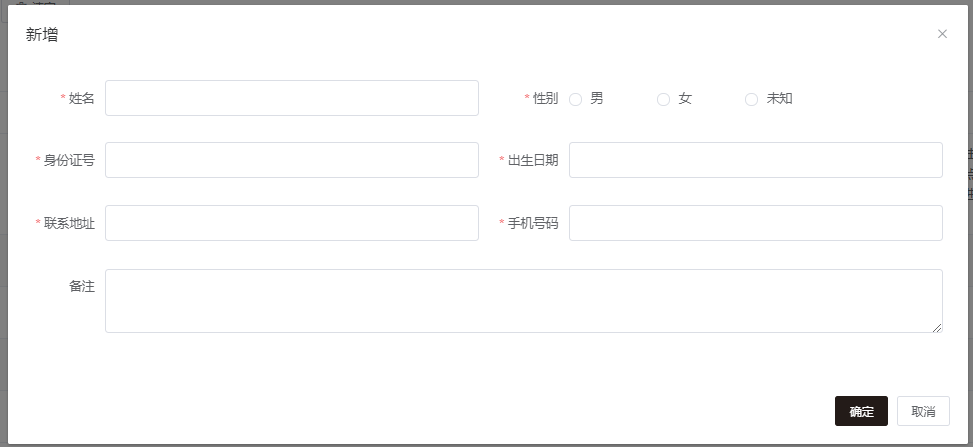 新增
* 姓名
* 性别 男 女 未知
* 身份证号
* 出生日期
* 联系地址
* 手机号码
备注
确定 取消